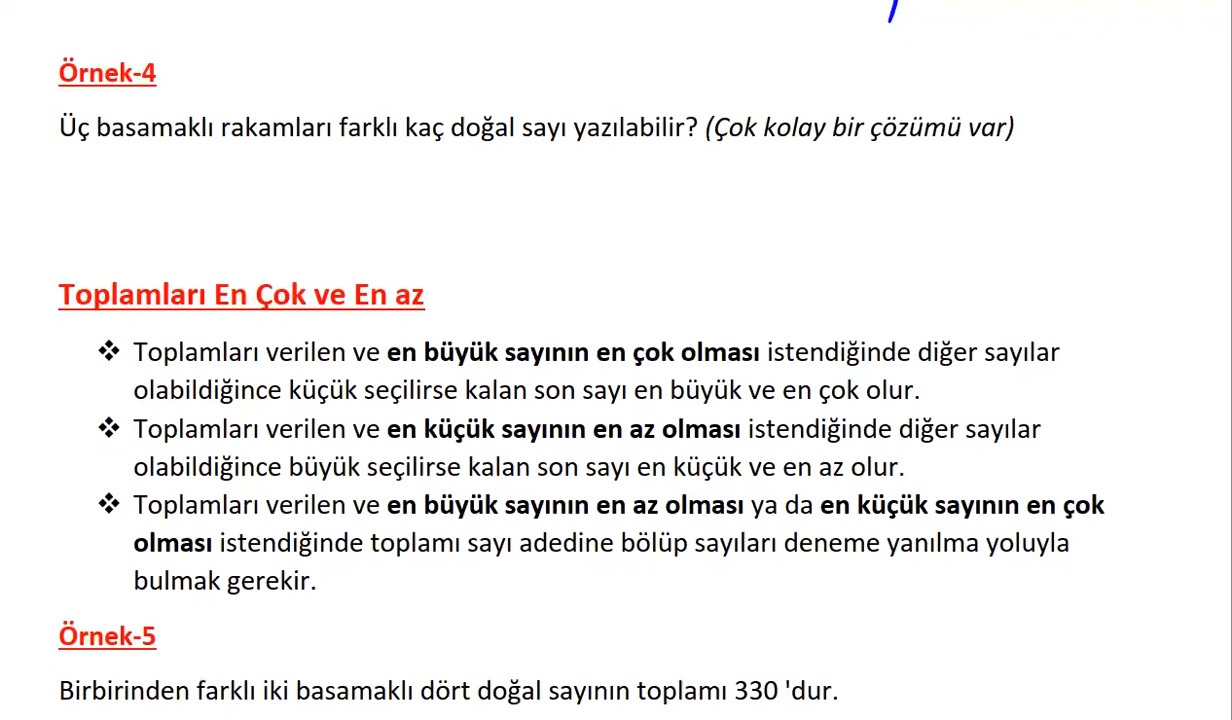 Örnek-4
Üç basamaklı rakamları farklı kaç doğal sayı yazılabilir? (Çok kolay bir çözümü var)
Toplamları En Çok ve En az
❖ Toplamları verilen ve en büyük sayının en çok olması istendiğinde diğer sayılar
olabildiğince küçük seçilirse kalan son sayı en büyük ve en çok olur.
❖ Toplamları verilen ve en küçük sayının en az olması istendiğinde diğer sayılar
olabildiğince büyük seçilirse kalan son sayı en küçük ve en az olur.
❖ Toplamları verilen ve en büyük sayının en az olması ya da en küçük sayının en çok
olması istendiğinde toplamı sayı adedine bölüp sayıları deneme yanılma yoluyla
bulmak gerekir.
Örnek-5
Birbirinden farklı iki basamaklı dört doğal sayının toplamı 330 'dur.